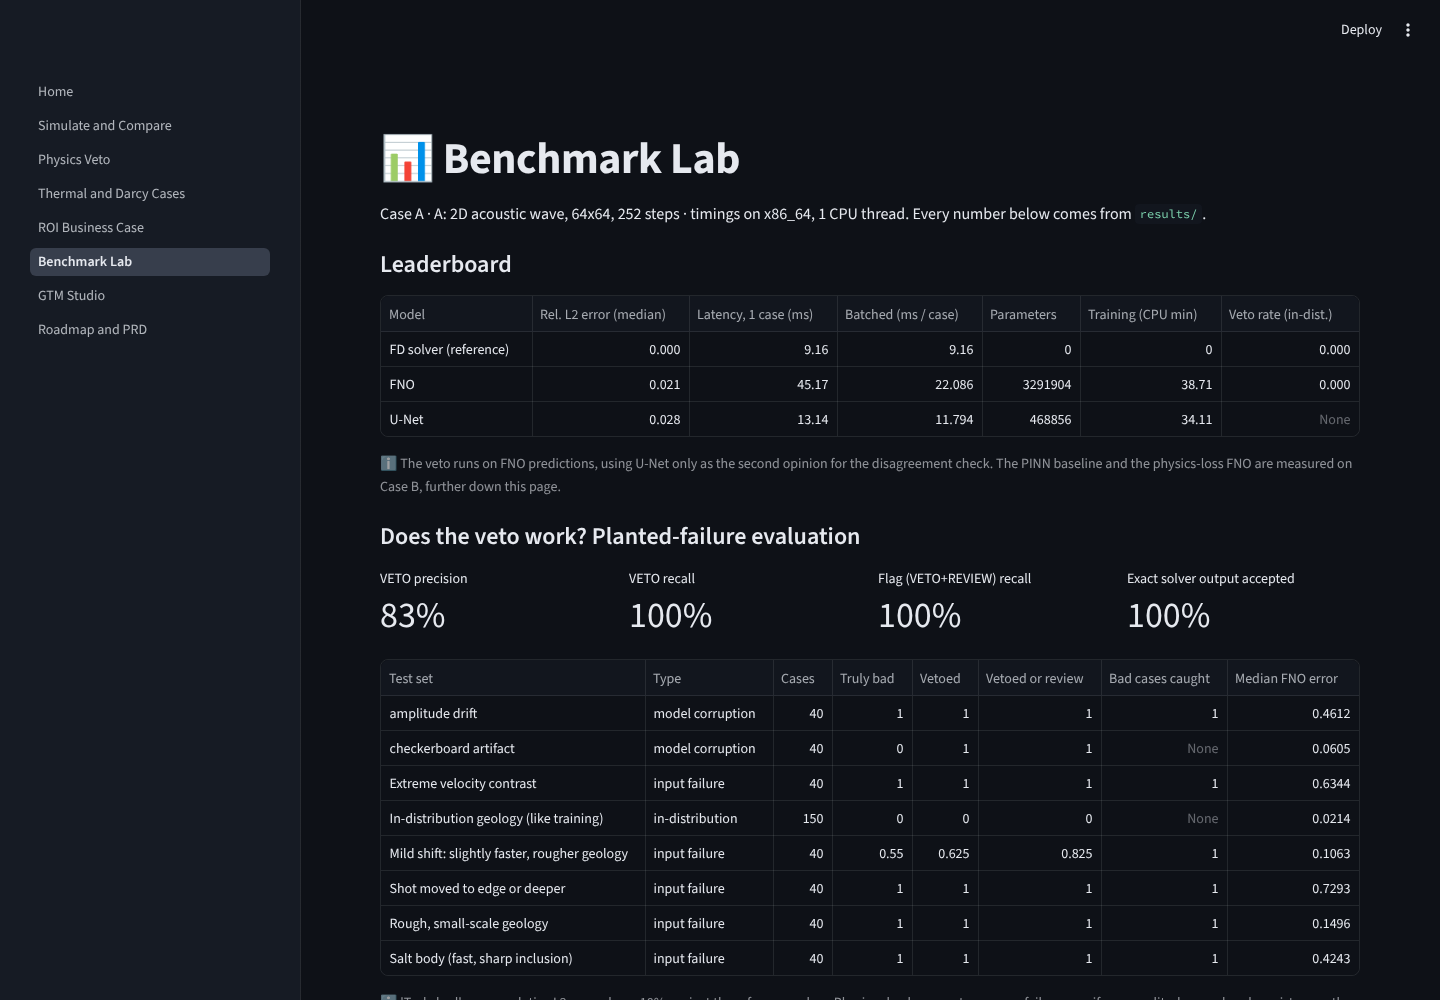 Deploy
Home
Simulate and Compare
Physics Veto
Thermal and Darcy Cases
ROI Business Case
Benchmark Lab
GTM Studio
Roadmap and PRD
Benchmark Lab
Case A · A: 2D acoustic wave, 64x64, 252 steps · timings on x86_64, 1 CPU thread. Every number below comes from results/ .
Leaderboard
Model Rel. L2 error (median) Latency, 1 case (ms) Batched (ms / case) Parameters Training (CPU min) Veto rate (in-dist.)
FD solver (reference) 0.000 9.16 9.16 0 0 0.000
FNO 0.021 45.17 22.086 3291904 38.71 0.000
U-Net 0.028 13.14 11.794 468856 34.11 None
The veto runs on FNO predictions, using U-Net only as the second opinion for the disagreement check. The PINN baseline and the physics-loss FNO are measured on
Case B, further down this page.
Does the veto work? Planted-failure evaluation
VETO precision VETO recall Flag (VETO+REVIEW) recall Exact solver output accepted
83% 100% 100% 100%
Test set Type Cases Truly bad Vetoed Vetoed or review Bad cases caught Median FNO error
amplitude drift model corruption 40 1 1 1 1 0.4612
checkerboard artifact model corruption 40 0 1 1 None 0.0605
Extreme velocity contrast input failure 40 1 1 1 1 0.6344
In-distribution geology (like training) in-distribution 150 0 0 0 None 0.0214
Mild shift: slightly faster, rougher geology input failure 40 0.55 0.625 0.825 1 0.1063
Shot moved to edge or deeper input failure 40 1 1 1 1 0.7293
Rough, small-scale geology input failure 40 1 1 1 1 0.1496
Salt body (fast, sharp inclusion) input failure 40 1 1 1 1 0.4243